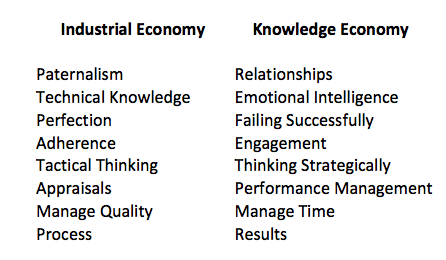 Industrial Economy Knowledge Economy
Paternalism Relationships
Technical Knowledge Emotional Intelligence
Perfection Failing Successfully
Adherence Engagement
Tactical Thinking Thinking Strategically
Appraisals Performance Management
Manage Quality Manage Time
Process Results